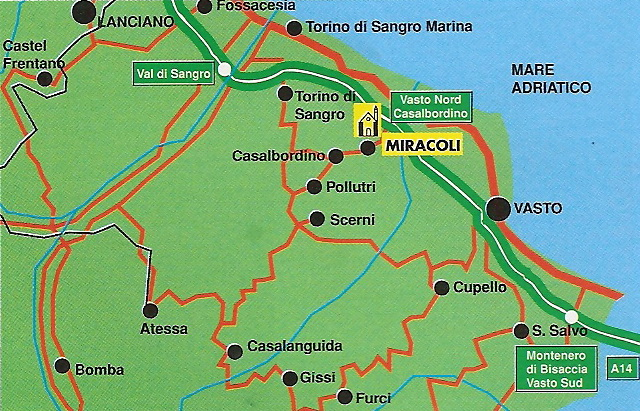 Fossacesia
LANCIANO
Torino di Sangro Marina
Castel
Frentano
Val di Sangro
MARE
ADRIATICO
Torino di
Sangro
Vasto Nord
Casalbordino
MIRACOLI
Casalbordino
Pollutri
VASTO
Scerni
Cupello
Atessa
S. Salvo
Casalanguida
Montenero
di Bisaccia
Vasto Sud
A14
Bomba
Gissi
Furci